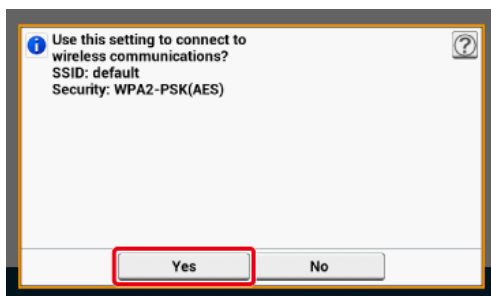 Use this setting to connect to
wireless communications?
SSID: default
Security: WPA2-PSK(AES)
Yes No